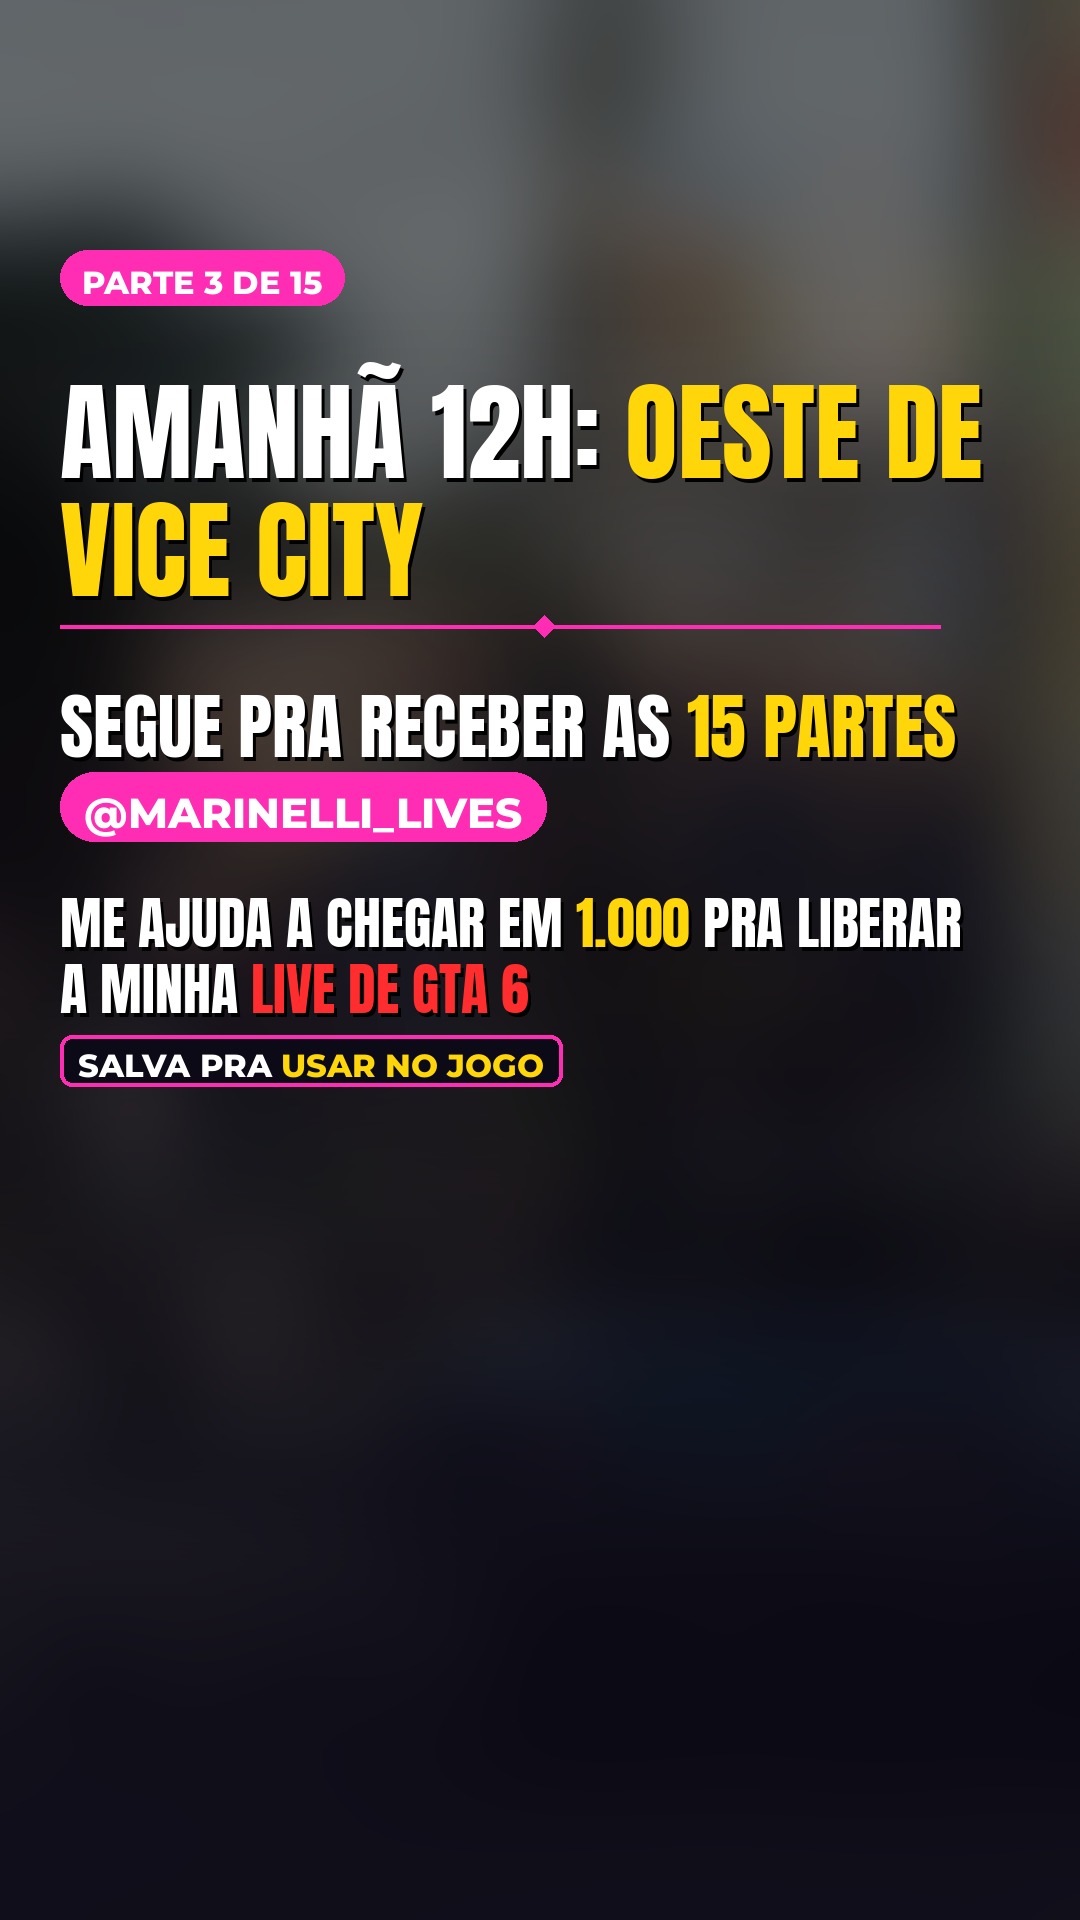 PARTE 3 DE 15
AMANHÃ 12H: OESTE DE
VICE CITY
SEGUE PRA RECEBER AS 15 PARTES
@MARINELLI_LIVES
ME AJUDA A CHEGAR EM 1.000 PRA LIBERAR
A MINHA LIVE DE GTA 6
SALVA PRA USAR NO JOGO